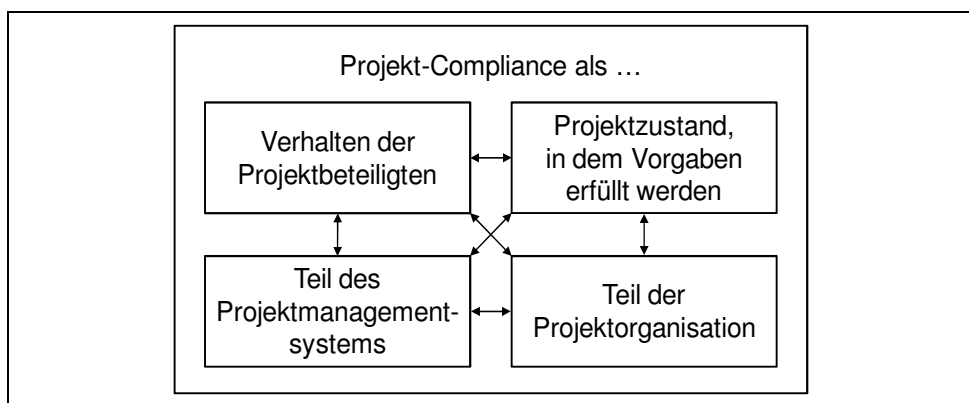 Projekt-Compliance als …
Verhalten der
Projektbeteiligten
Projektzustand,
in dem Vorgaben
erfüllt werden
Teil des
Projektmanagement-
systems
Teil der
Projektorganisation